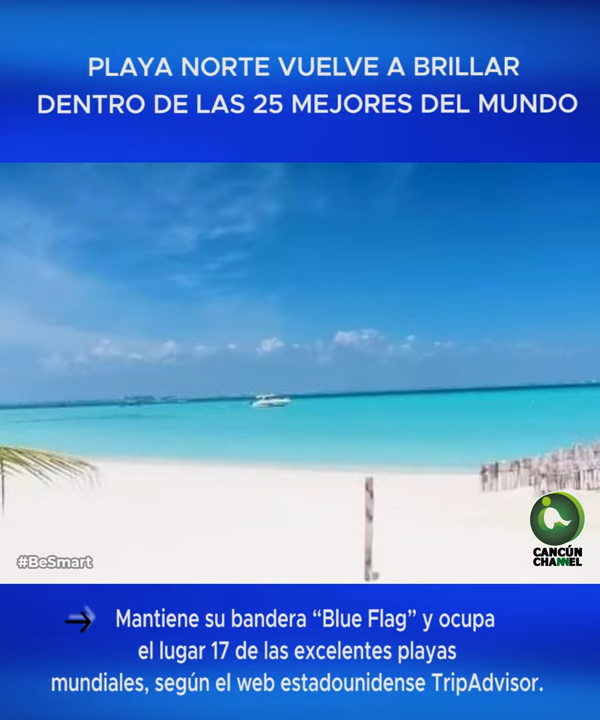 PLAYA NORTE VUELVE A BRILLAR
DENTRO DE LAS 25 MEJORES DEL MUNDO
#BeSmart
CANCÚN
CHANNEL
Mantiene su bandera “Blue Flag” y ocupa
el lugar 17 de las excelentes playas
mundiales, según el web estadounidense TripAdvisor.